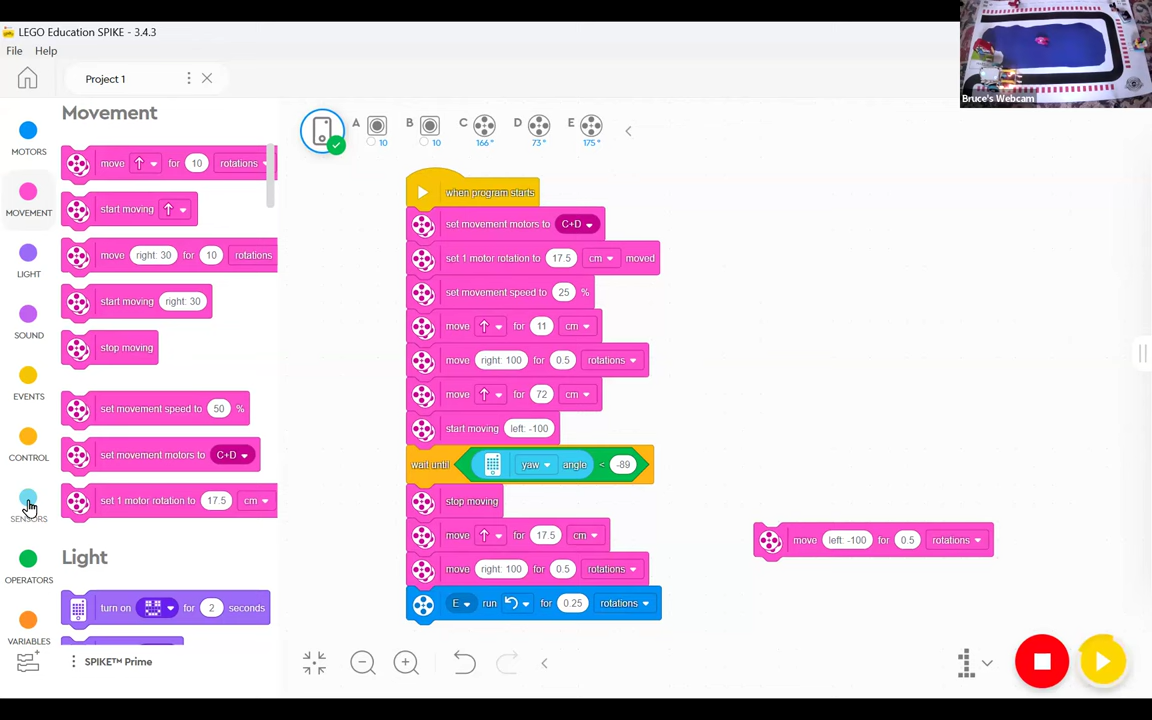 LEGO Education SPIKE - 3.4.3
File Help
Project 1
Bruce's Webcam
Movement
MOTORS
MOVEMENT
LIGHT
SOUND
EVENTS
CONTROL
SENSORS
OPERATORS
VARIABLES
move for 10 rotations
start moving
move right: 30 for 10 rotations
start moving right: 30
stop moving
set movement speed to 50 %
set movement motors to C+D
set 1 motor rotation to 17.5 cm
Light
turn on for 2 seconds
A 10
B 10
C 166°
D 73°
E 175°
when program starts
set movement motors to C+D
set 1 motor rotation to 17.5 cm moved
set movement speed to 25 %
move for 11 cm
move right: 100 for 0.5 rotations
move for 72 cm
start moving left: -100
wait until yaw angle < -89
stop moving
move for 17.5 cm
move right: 100 for 0.5 rotations
E run for 0.25 rotations
move left: -100 for 0.5 rotations
SPIKE™ Prime